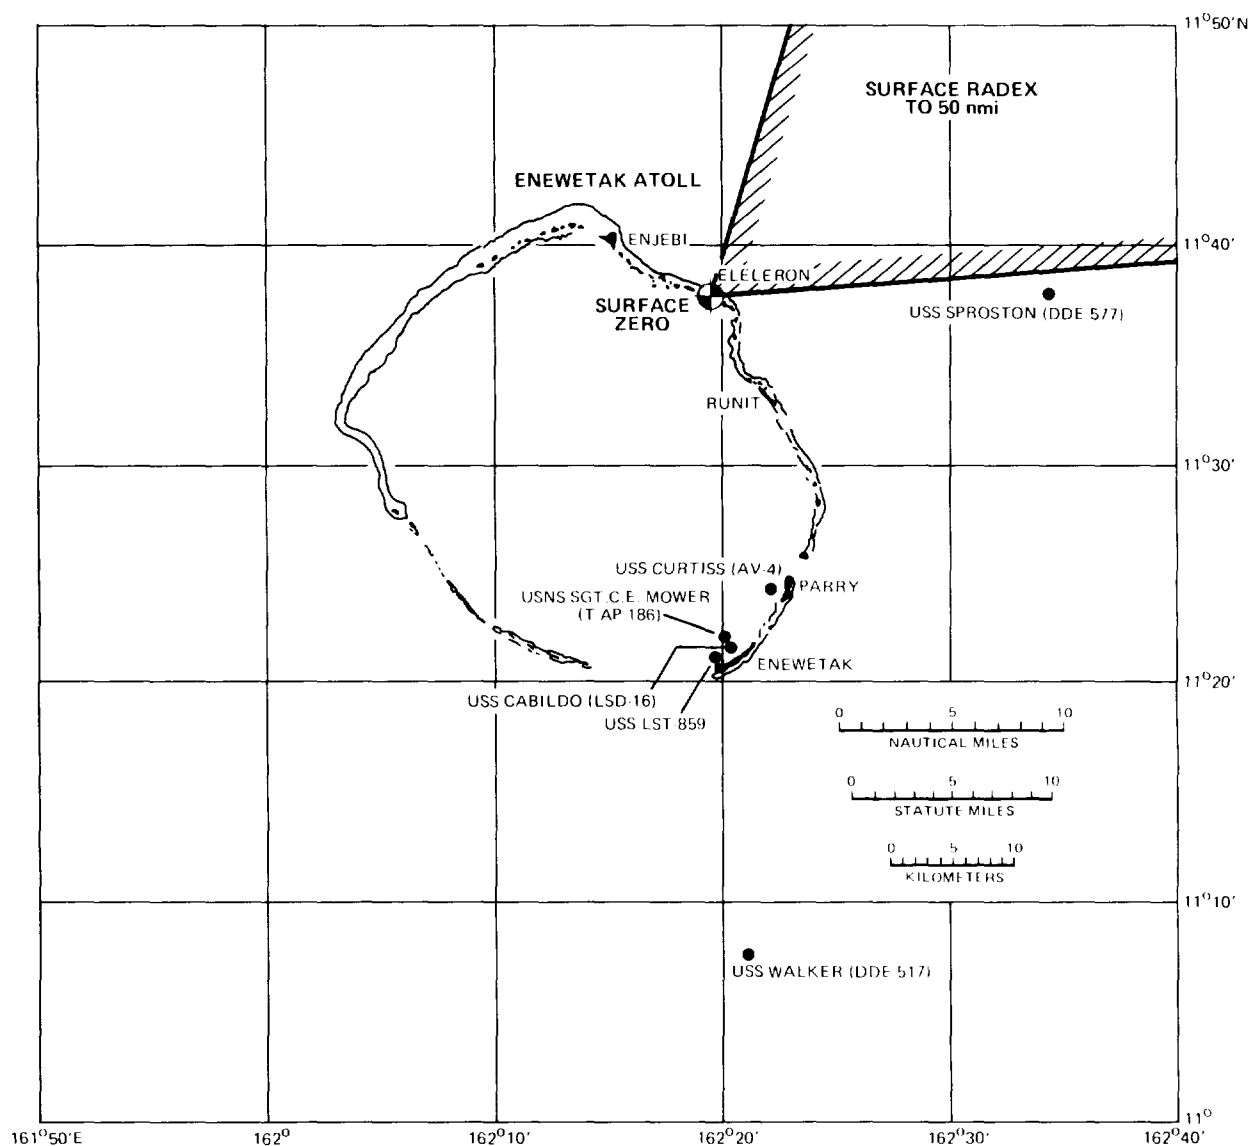 11°50'N
SURFACE RADEX
TO 50 nmi
ENEWETAK ATOLL
ENJEBI
11°40'
ELELERON
SURFACE
ZERO
USS SPROSTON (DDE 577)
RUNIT
11°30'
USS CURTISS (AV-4)
PARRY
USNS SGT C.E. MOWER
(T AP 186)
ENEWETAK
11°20'
USS CABILDO (LSD-16)
USS LST 859
0 5 10
NAUTICAL MILES
0 5 10
STATUTE MILES
0 5 10
KILOMETERS
11°10'
USS WALKER (DDE 517)
11°
161°50'E 162° 162°10' 162°20' 162°30' 162°40'